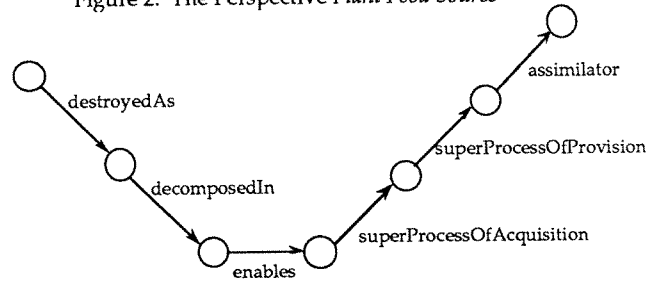 Figure 2. The Perspective Plant Food Source
destroyedAs
assimilator
superProcessOfProvision
decomposedIn
superProcessOfAcquisition
enables